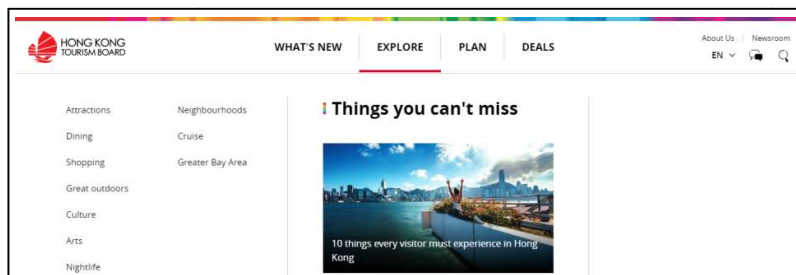 HONG KONG
TOURISM BOARD
WHAT'S NEW
EXPLORE
PLAN
DEALS
About Us
Newsroom
EN
Attractions
Dining
Shopping
Great outdoors
Culture
Arts
Nightlife
Neighbourhoods
Cruise
Greater Bay Area
Things you can't miss
10 things every visitor must experience in Hong
Kong